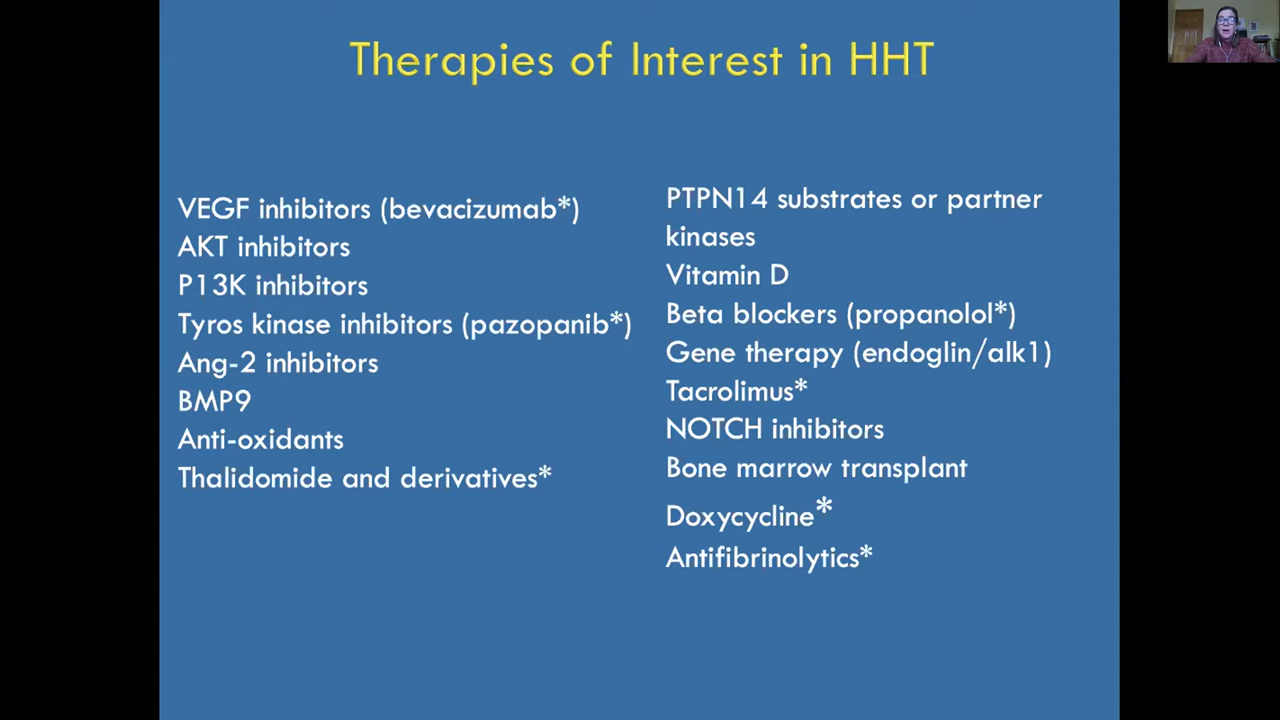 Therapies of Interest in HHT
VEGF inhibitors (bevacizumab*)
AKT inhibitors
P13K inhibitors
Tyros kinase inhibitors (pazopanib*)
Ang-2 inhibitors
BMP9
Anti-oxidants
Thalidomide and derivatives*
PTPN14 substrates or partner
kinases
Vitamin D
Beta blockers (propanolol*)
Gene therapy (endoglin/alk1)
Tacrolimus*
NOTCH inhibitors
Bone marrow transplant
Doxycycline*
Antifibrinolytics*